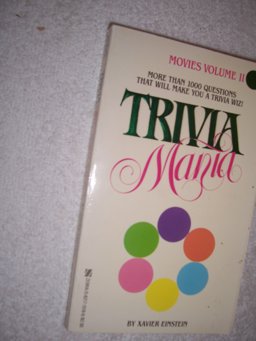 MOVIES VOLUME II
MORE THAN 1000 QUESTIONS
THAT WILL MAKE YOU A TRIVIA WIZ!
TRIVIA
Mania
BY XAVIER EINSTEIN